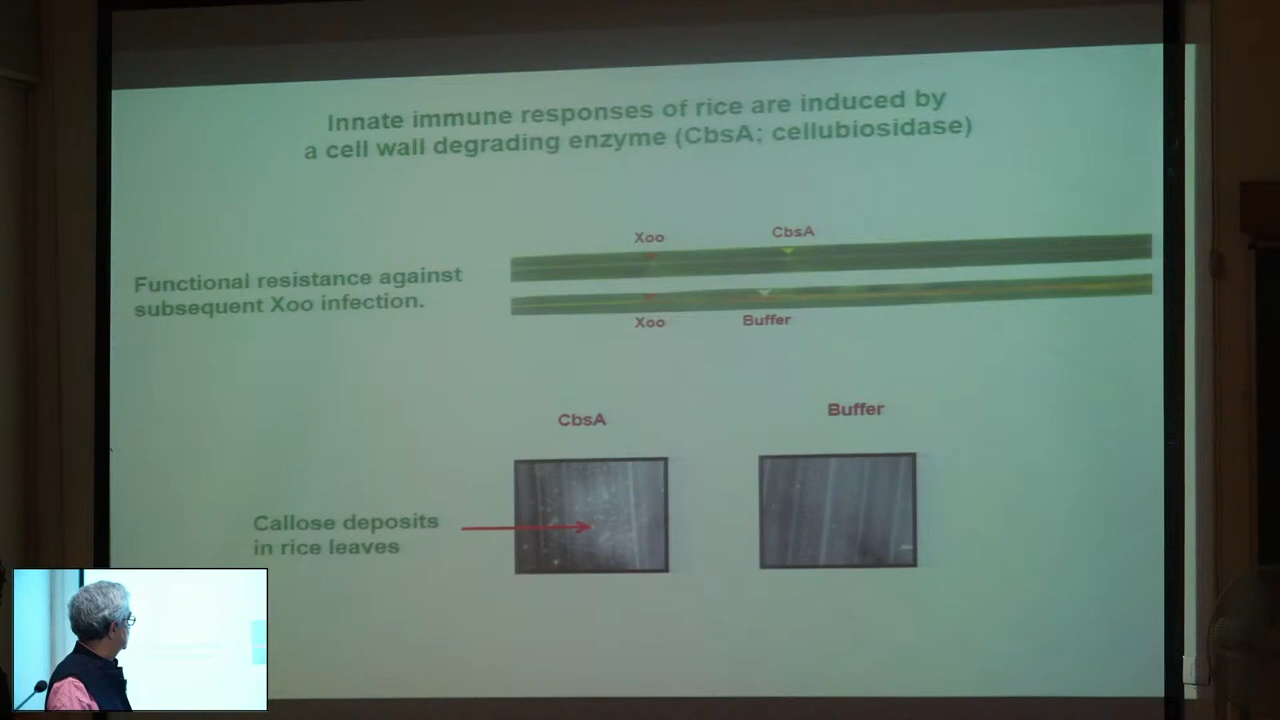 Innate immune responses of rice are induced by
a cell wall degrading enzyme (CbsA; cellubiosidase)
Xoo
CbsA
Functional resistance against
subsequent Xoo infection.
Xoo
Buffer
CbsA
Buffer
Callose deposits
in rice leaves